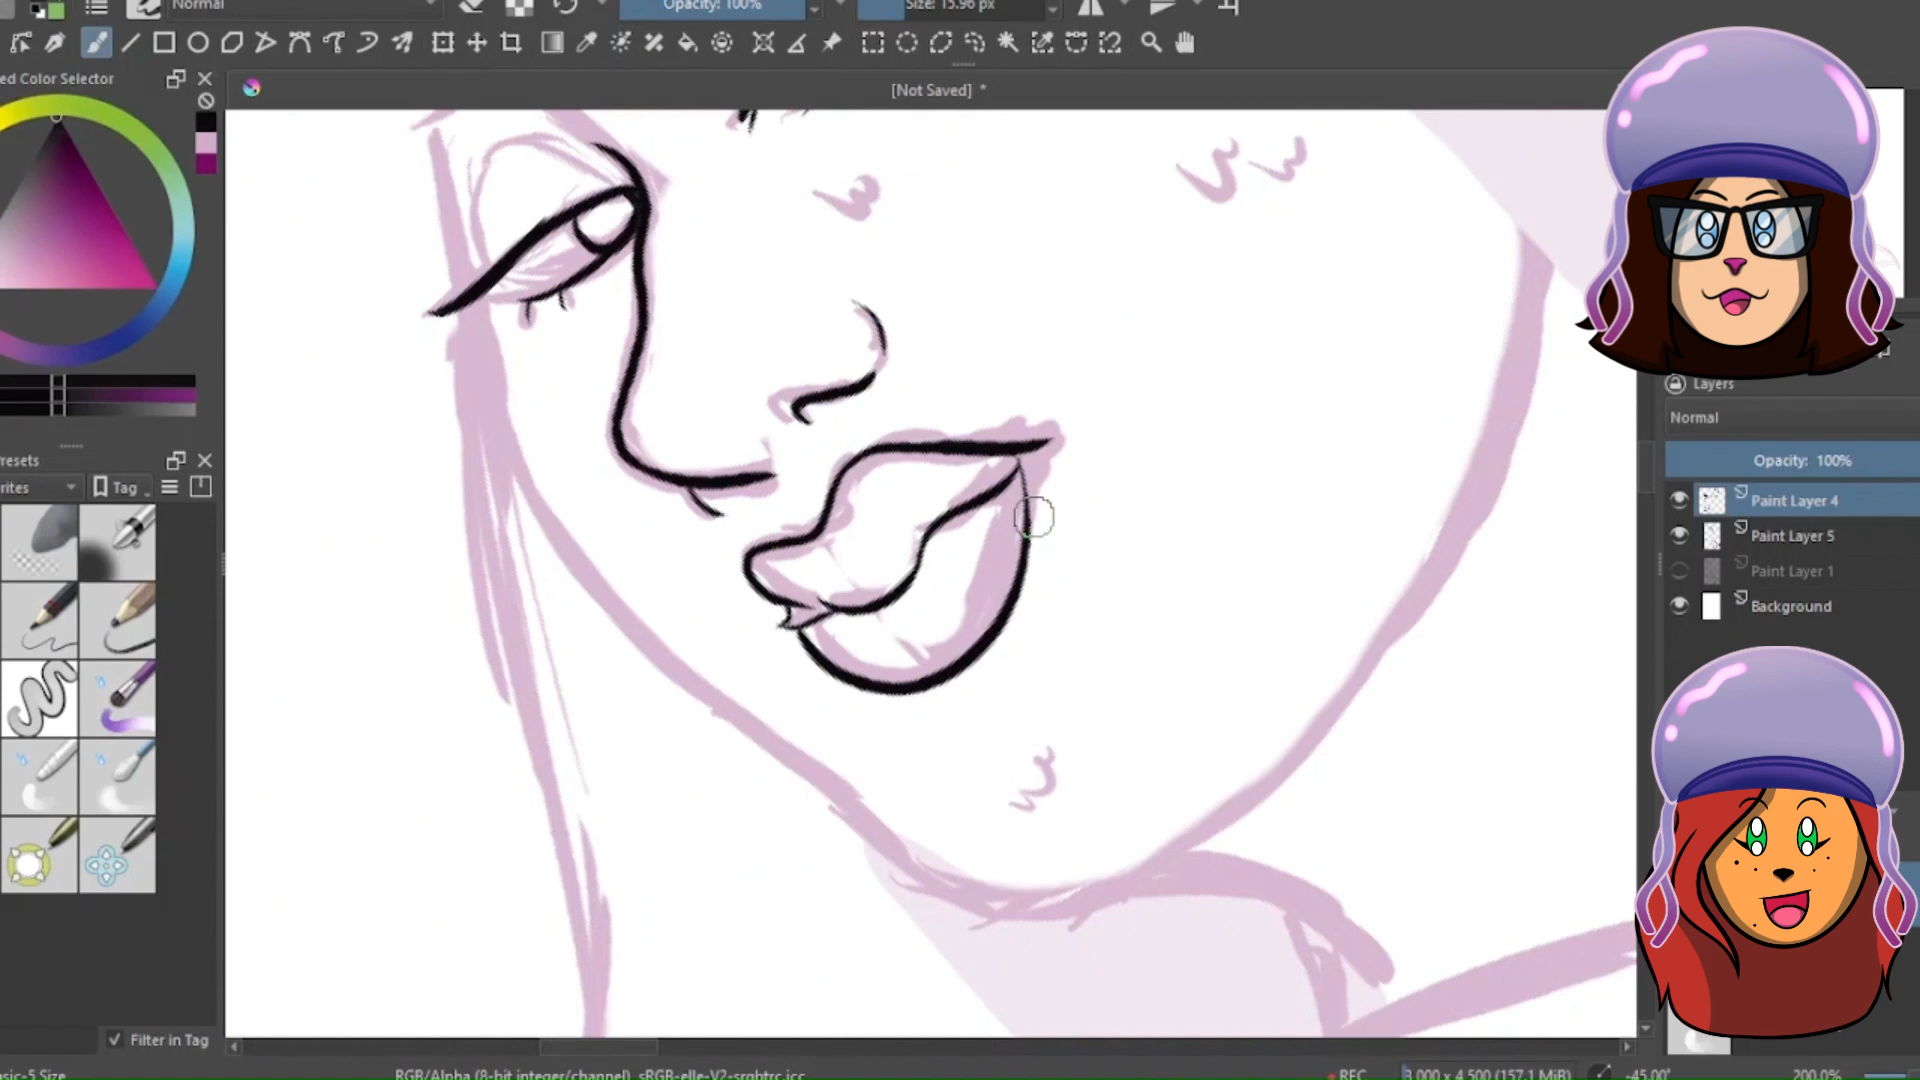 Normal
Opacity: 100%
Size: 15.96 px
ed Color Selector
[Not Saved] *
resets
rites
Tag
Layers
Normal
Opacity: 100%
Paint Layer 4
Paint Layer 5
Paint Layer 1
Background
Filter in Tag
asic-5 Size
RGB/Alpha (8-bit integer/channel) sRGB-elle-V2-srgbtrc.icc
REC
3,000 x 4,500 (157.1 MiB)
-45.00°
200.0%